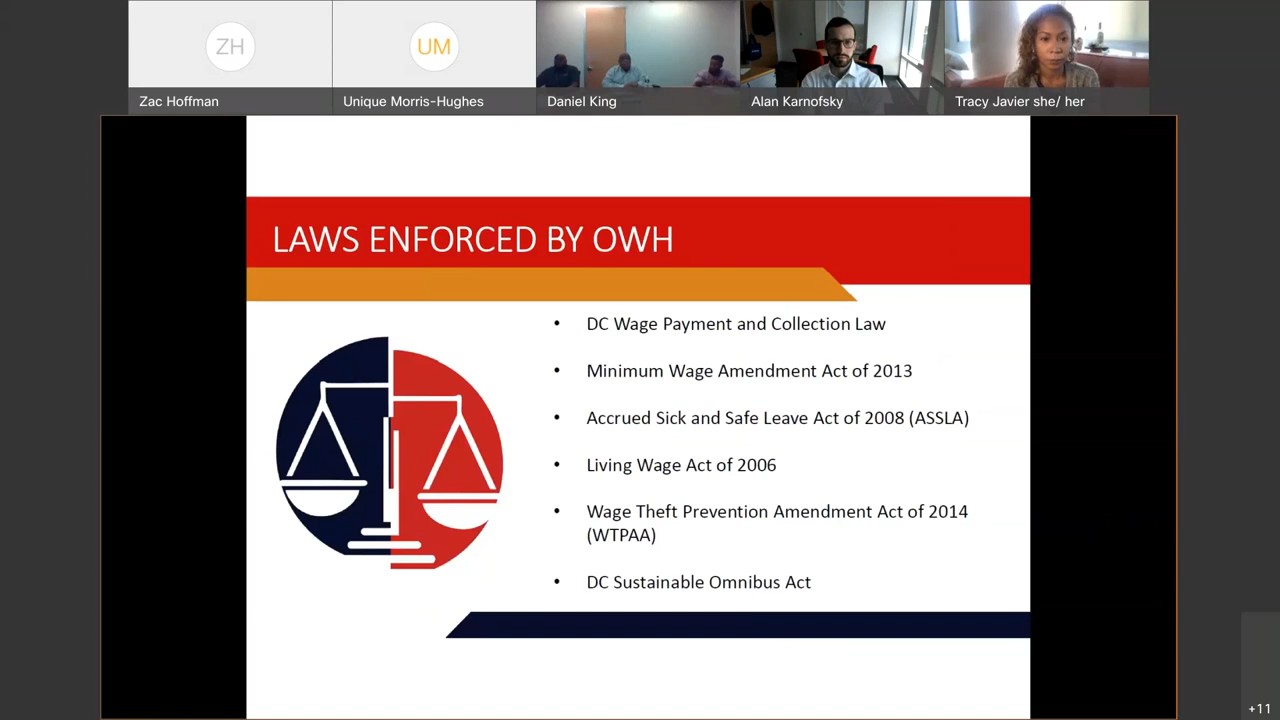 ZH
UM
Zac Hoffman
Unique Morris-Hughes
Daniel King
Alan Karnofsky
Tracy Javier she/ her
LAWS ENFORCED BY OWH
• DC Wage Payment and Collection Law
• Minimum Wage Amendment Act of 2013
• Accrued Sick and Safe Leave Act of 2008 (ASSLA)
• Living Wage Act of 2006
• Wage Theft Prevention Amendment Act of 2014
(WTPAA)
• DC Sustainable Omnibus Act
+11